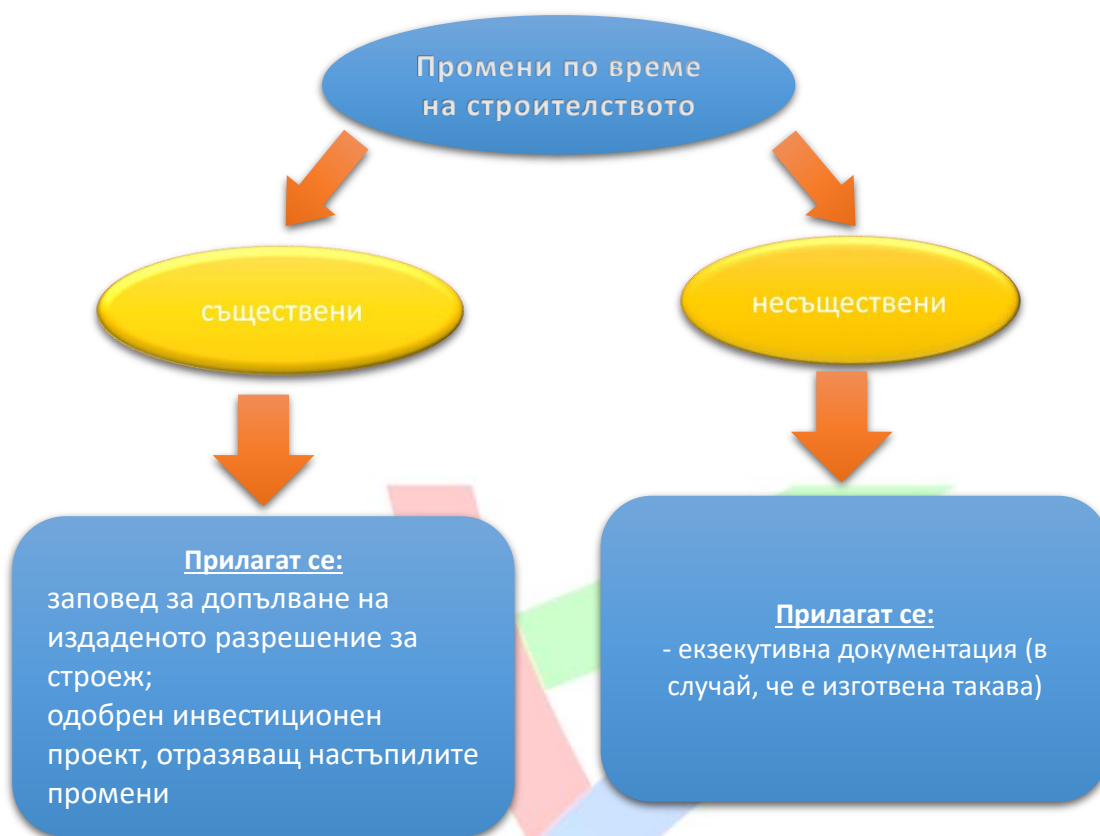 Промени по време
на строителството
съществени
несъществени
Прилагат се:
заповед за допълване на
издаденото разрешение за
строеж;
одобрен инвестиционен
проект, отразяващ настъпилите
промени
Прилагат се:
- екзекутивна документация (в
случай, че е изготвена такава)